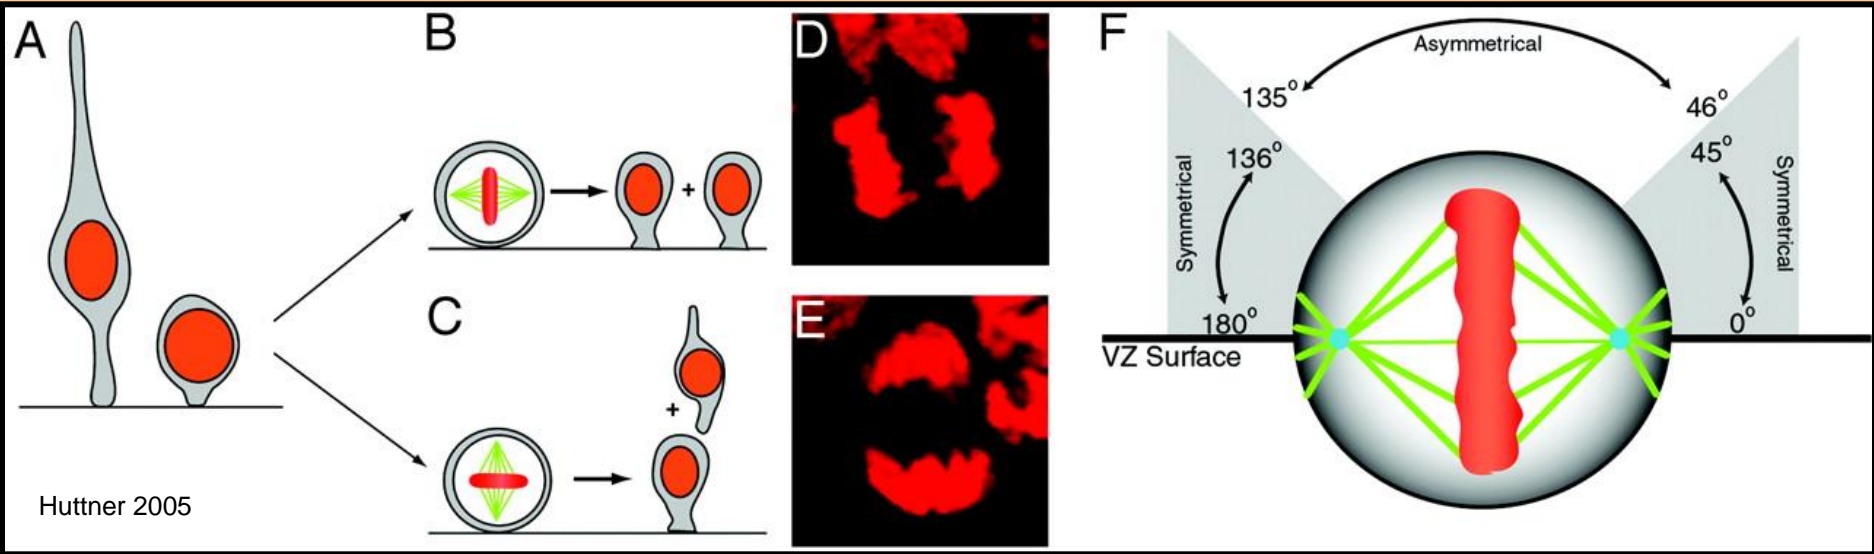 A
B
C
D
E
F
Asymmetrical
135°
46°
136°
45°
Symmetrical
Symmetrical
180°
0°
VZ Surface
+
+
Huttner 2005